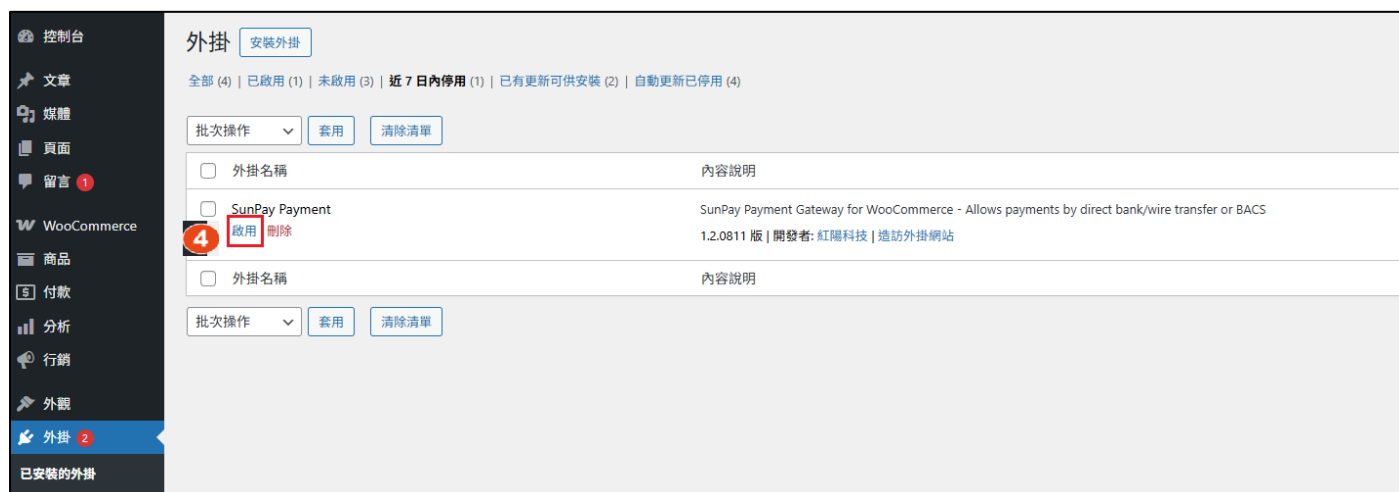 控制台
文章
媒體
頁面
留言 1
WooCommerce
商品
付款
分析
行銷
外觀
外掛 2
已安裝的外掛
外掛 安裝外掛
全部 (4) | 已啟用 (1) | 未啟用 (3) | 近 7 日內停用 (1) | 已有更新可供安裝 (2) | 自動更新已停用 (4)
批次操作 套用 清除清單
外掛名稱 內容說明
SunPay Payment SunPay Payment Gateway for WooCommerce - Allows payments by direct bank/wire transfer or BACS
4 啟用 刪除 1.2.0811 版 | 開發者: 紅陽科技 | 造訪外掛網站
外掛名稱 內容說明
批次操作 套用 清除清單